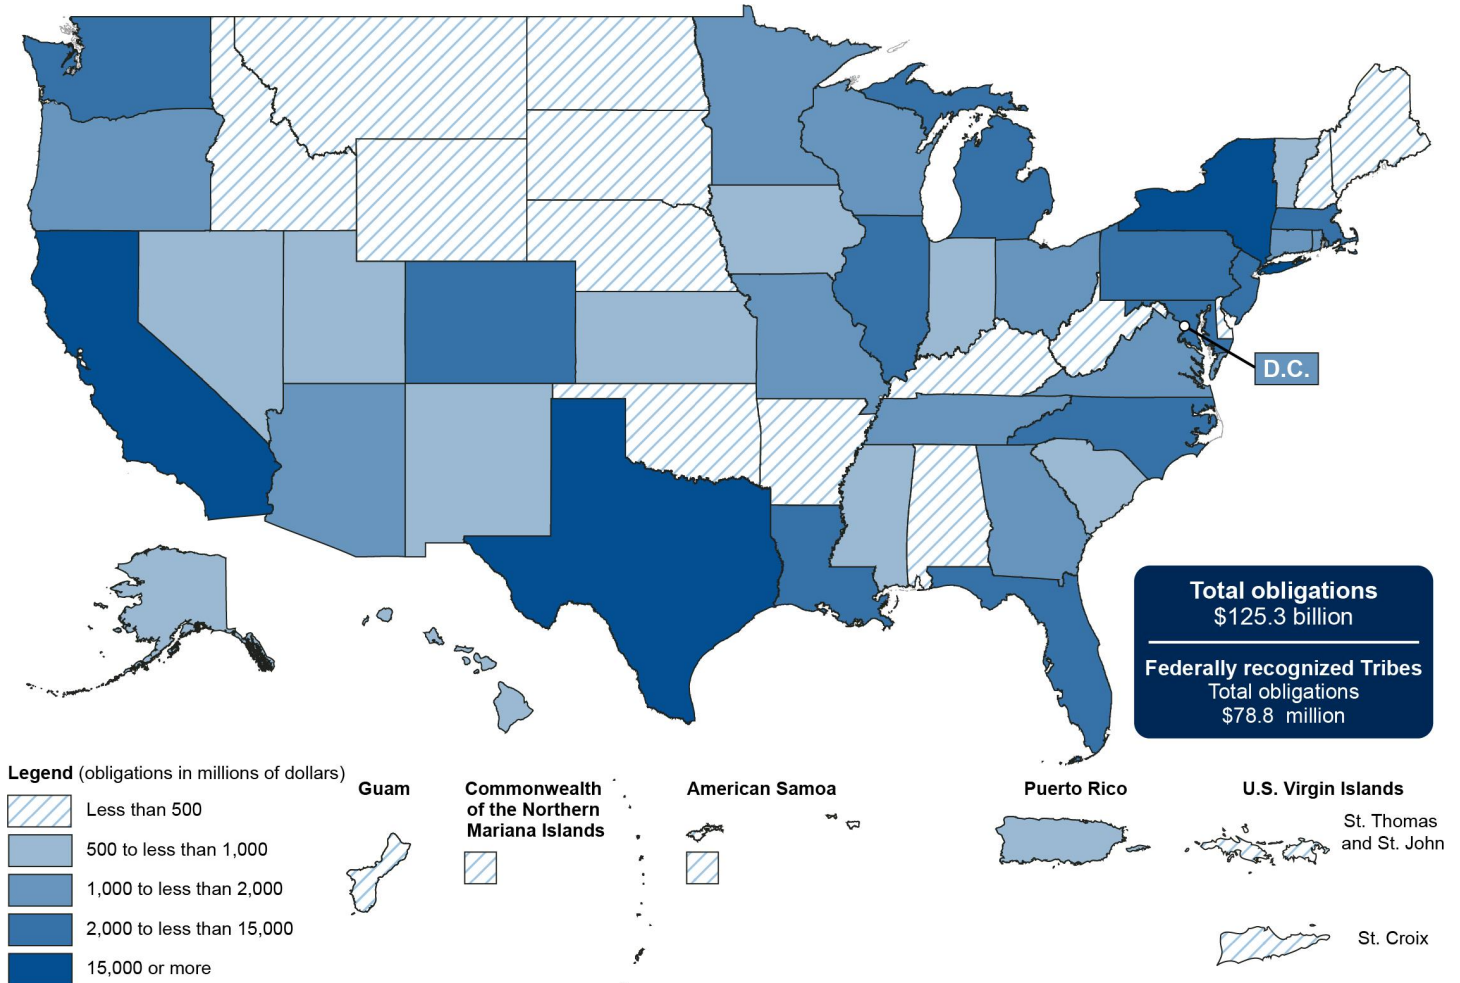 D.C.
Total obligations
$125.3 billion
Federally recognized Tribes
Total obligations
$78.8 million
Legend (obligations in millions of dollars)
Less than 500
500 to less than 1,000
1,000 to less than 2,000
2,000 to less than 15,000
15,000 or more
Guam
Commonwealth
of the Northern
Mariana Islands
American Samoa
Puerto Rico
U.S. Virgin Islands
St. Thomas
and St. John
St. Croix